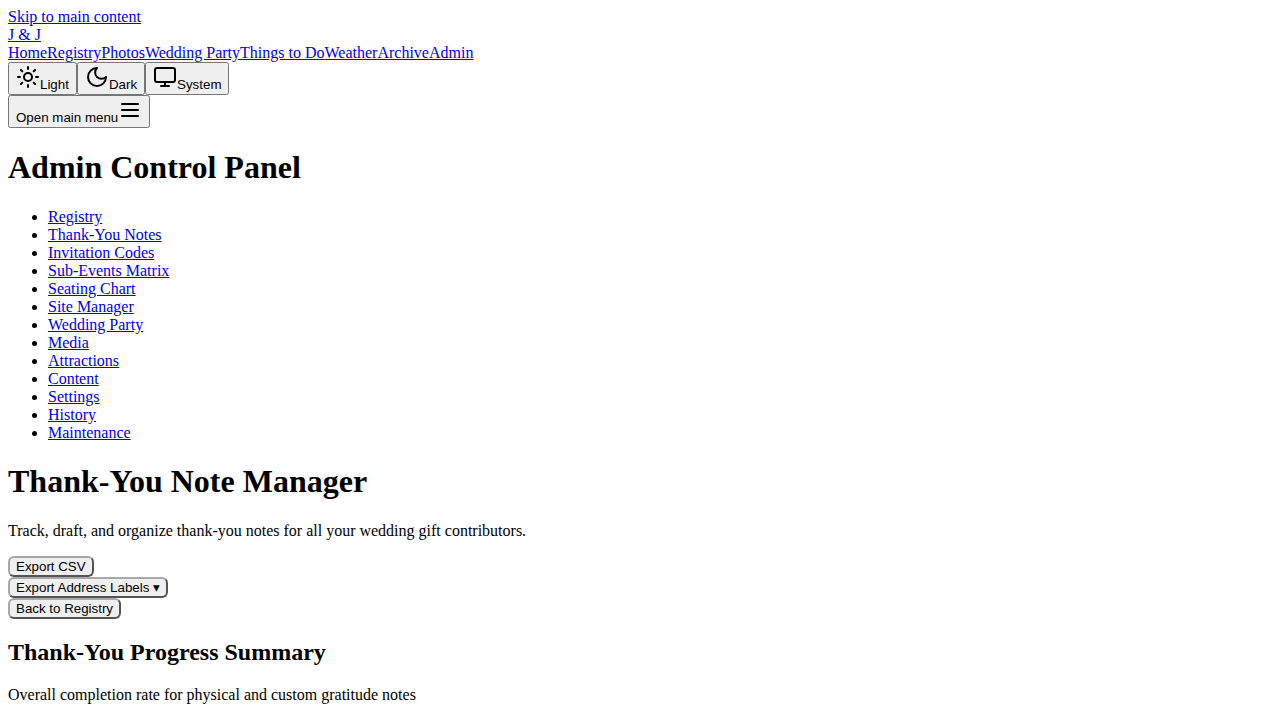 Skip to main content
J & J
HomeRegistryPhotosWedding PartyThings to DoWeatherArchiveAdmin
Light Dark System
Open main menu
Admin Control Panel
Registry
Thank-You Notes
Invitation Codes
Sub-Events Matrix
Seating Chart
Site Manager
Wedding Party
Media
Attractions
Content
Settings
History
Maintenance
Thank-You Note Manager
Track, draft, and organize thank-you notes for all your wedding gift contributors.
Export CSV
Export Address Labels ▾
Back to Registry
Thank-You Progress Summary
Overall completion rate for physical and custom gratitude notes